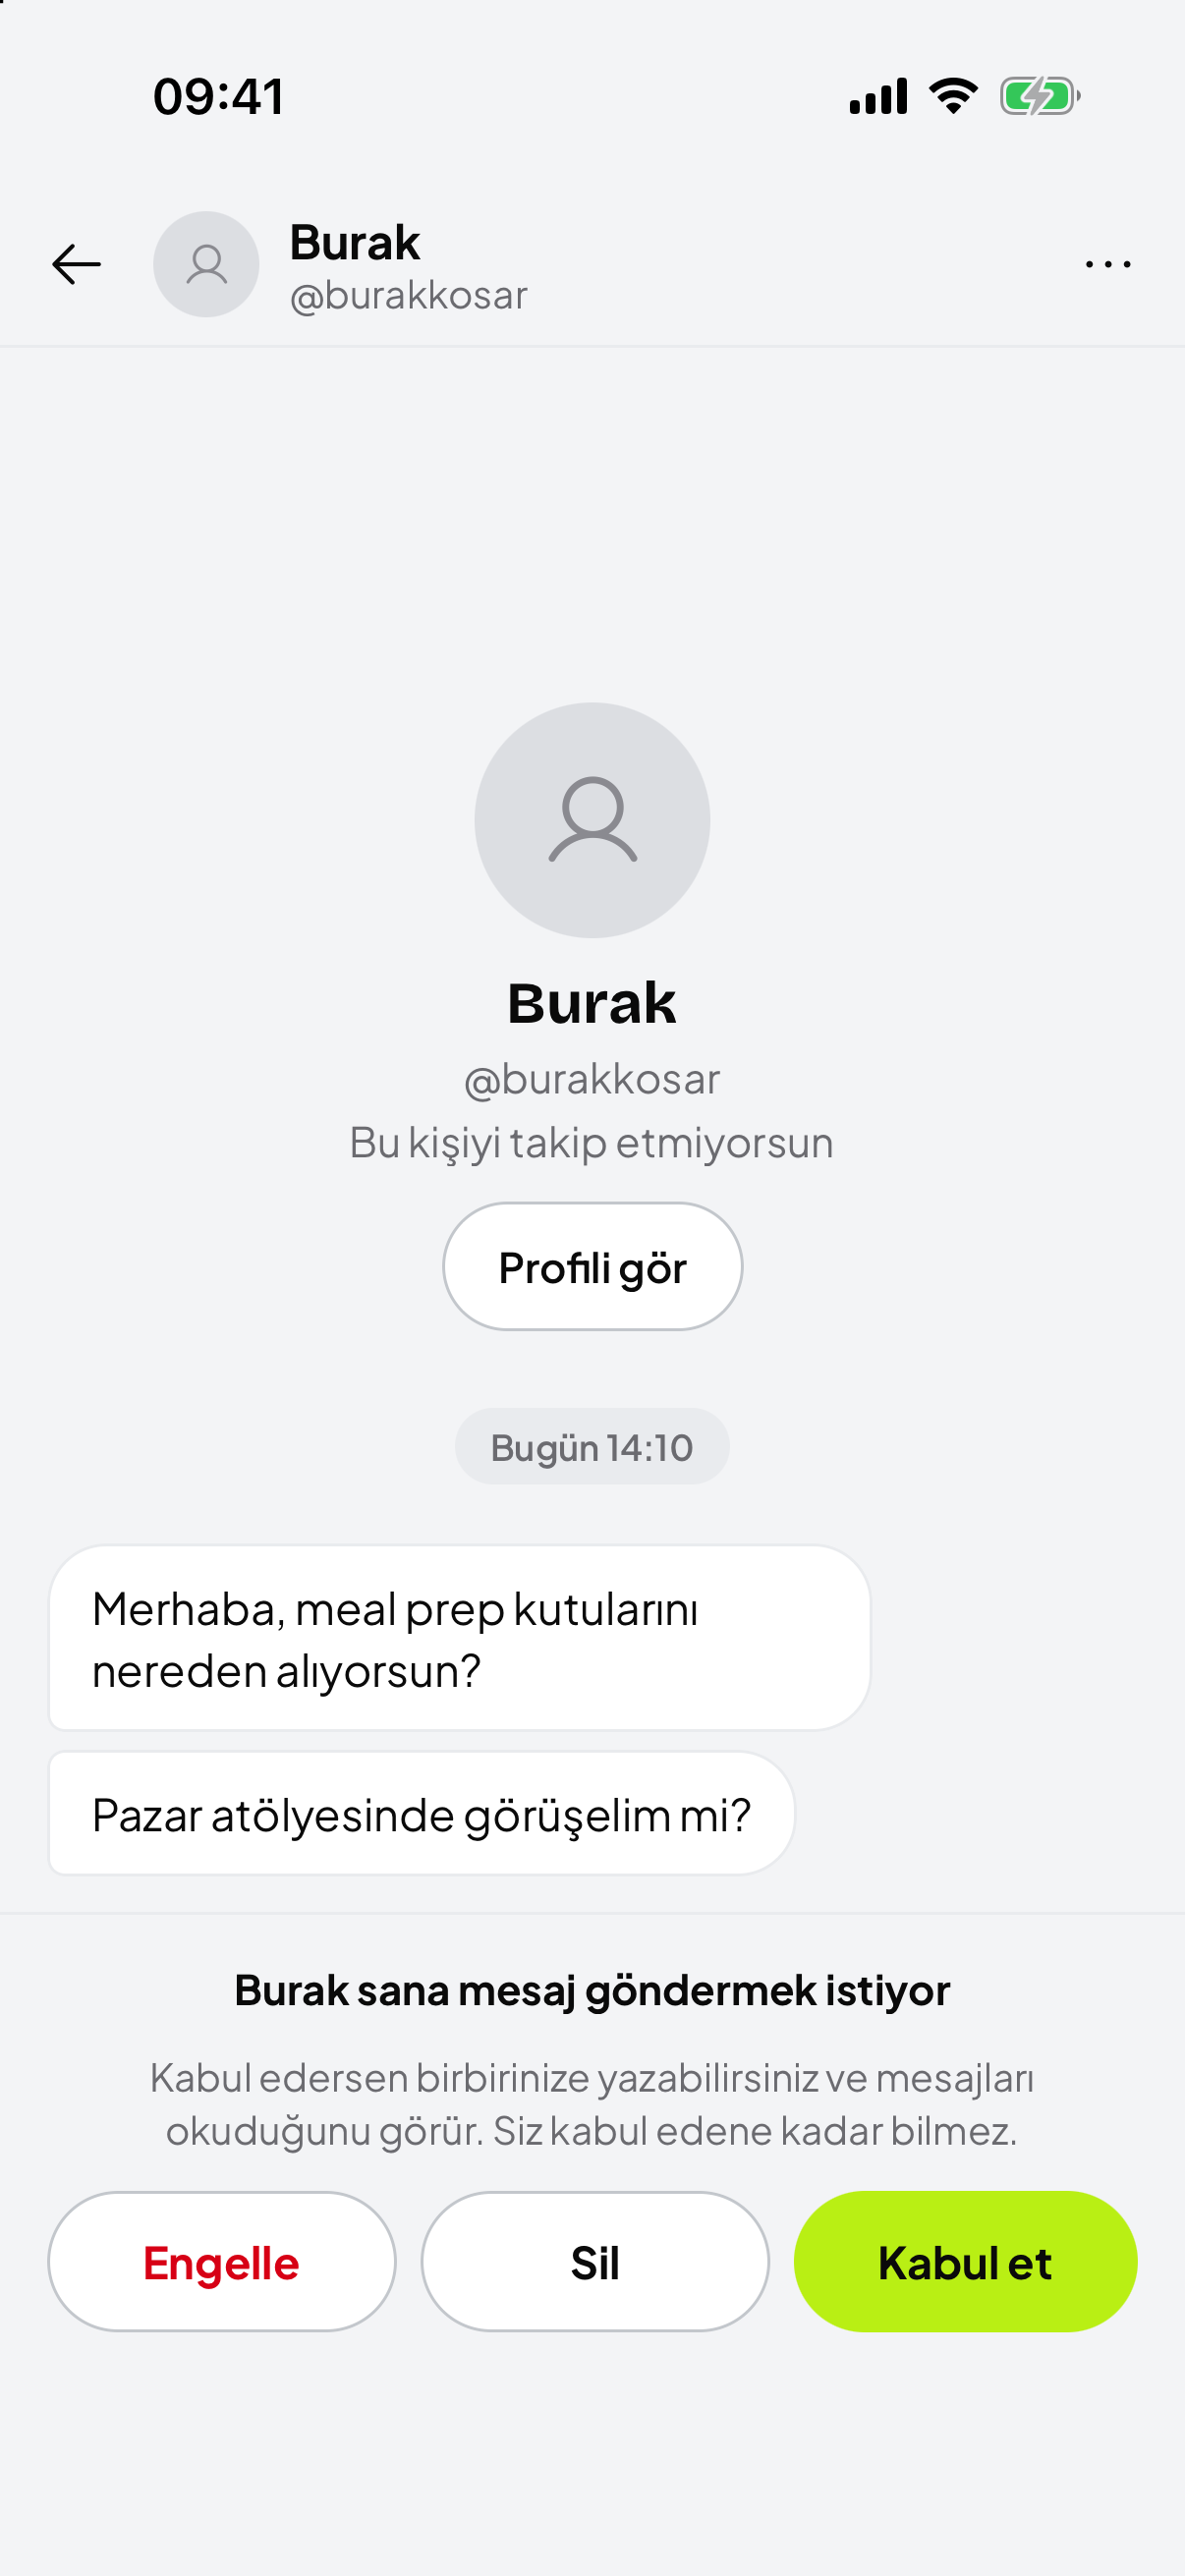 09:41
Burak
@burakkosar
Burak
@burakkosar
Bu kişiyi takip etmiyorsun
Profili gör
Bugün 14:10
Merhaba, meal prep kutularını
nereden alıyorsun?
Pazar atölyesinde görüşelim mi?
Burak sana mesaj göndermek istiyor
Kabul edersen birbirinize yazabilirsiniz ve mesajları
okuduğunu görür. Siz kabul edene kadar bilmez.
Engelle
Sil
Kabul et